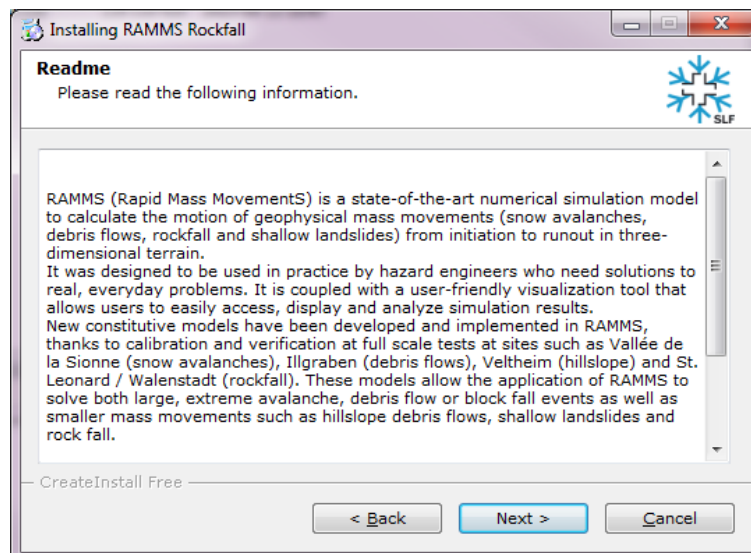 Installing RAMMS Rockfall
Readme
Please read the following information.
SLF
RAMMS (Rapid Mass MovementS) is a state-of-the-art numerical simulation model
to calculate the motion of geophysical mass movements (snow avalanches,
debris flows, rockfall and shallow landslides) from initiation to runout in three-
dimensional terrain.
It was designed to be used in practice by hazard engineers who need solutions to
real, everyday problems. It is coupled with a user-friendly visualization tool that
allows users to easily access, display and analyze simulation results.
New constitutive models have been developed and implemented in RAMMS,
thanks to calibration and verification at full scale tests at sites such as Vallée de
la Sionne (snow avalanches), Illgraben (debris flows), Veltheim (hillslope) and St.
Leonard / Walenstadt (rockfall). These models allow the application of RAMMS to
solve both large, extreme avalanche, debris flow or block fall events as well as
smaller mass movements such as hillslope debris flows, shallow landslides and
rock fall.
CreateInstall Free
< Back
Next >
Cancel